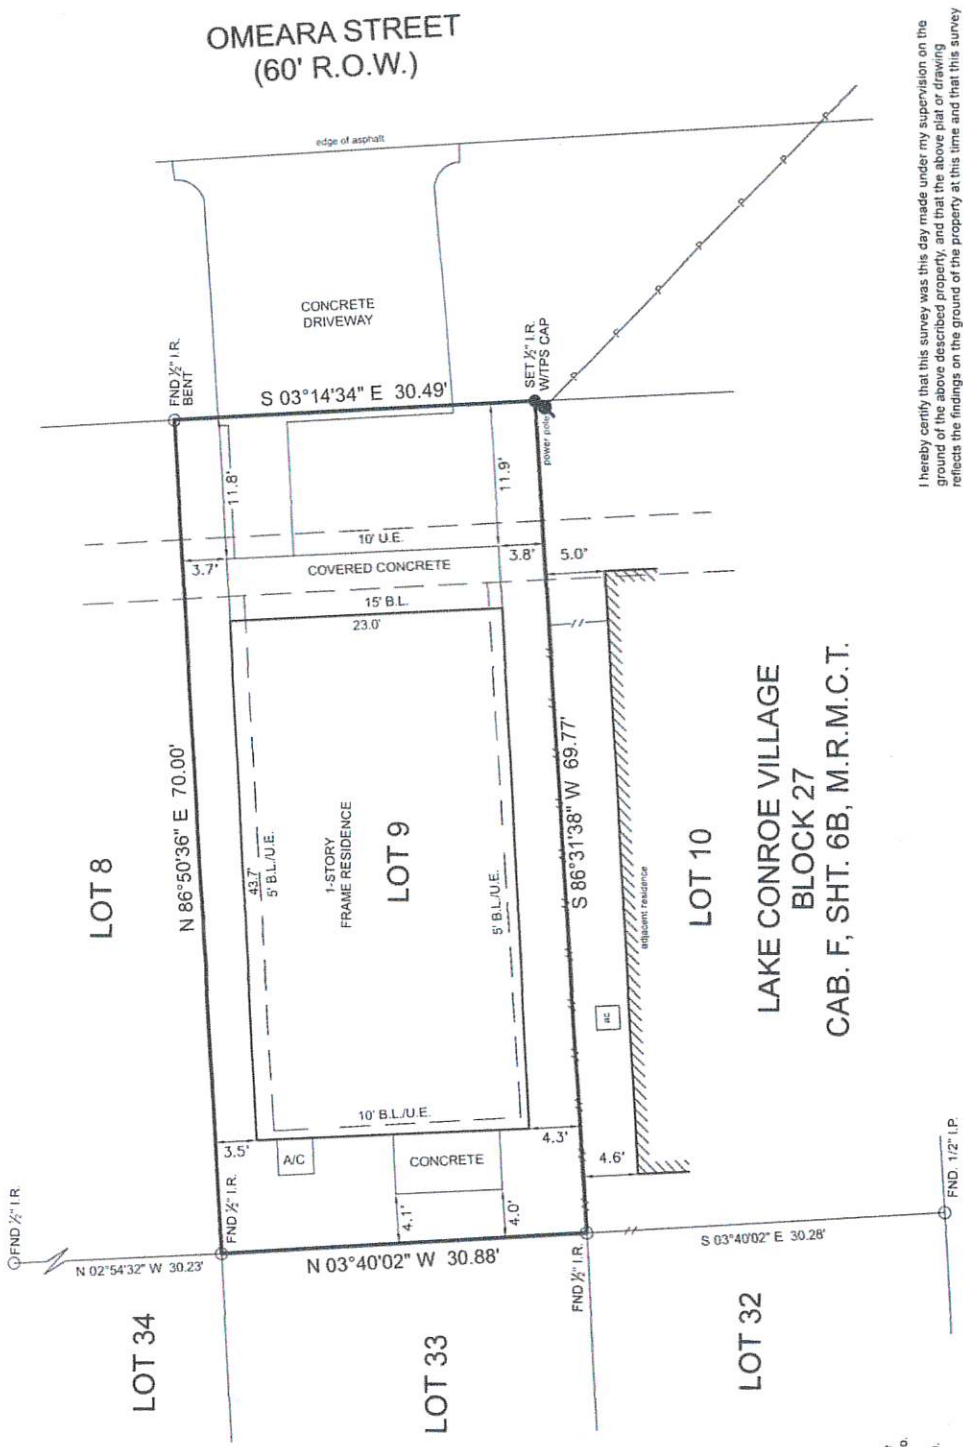 OMEARA STREET
(60' R.O.W.)
edge of asphalt
CONCRETE
DRIVEWAY
FND ½" I.R.
BENT
S 03°14'34" E 30.49'
SET ½" I.R.
W/TPS CAP
power pole
P
P
P
P
P
P
P
11.8'
11.9'
10' U.E.
3.7'
COVERED CONCRETE
3.8'
5.0'
15' B.L.
23.0'
LOT 8
N 86°50'36" E 70.00'
43.7'
5' B.L./U.E.
1-STORY
FRAME RESIDENCE
LOT 9
5' B.L./U.E.
S 86°31'38" W 69.77'
adjacent residence
LOT 10
ac
LAKE CONROE VILLAGE
BLOCK 27
CAB. F, SHT. 6B, M.R.M.C.T.
10' B.L./U.E.
3.5'
A/C
CONCRETE
4.3'
4.6'
4.1'
4.0'
FND ½" I.R.
FND ½" I.R.
N 02°54'32" W 30.23'
N 03°40'02" W 30.88'
FND ½" I.R.
S 03°40'02" E 30.28'
FND. 1/2" I.P.
LOT 34
LOT 33
LOT 32
I hereby certify that this survey was this day made under my supervision on the
ground of the above described property, and that the above plat or drawing
reflects the findings on the ground of the property at this time and that this survey